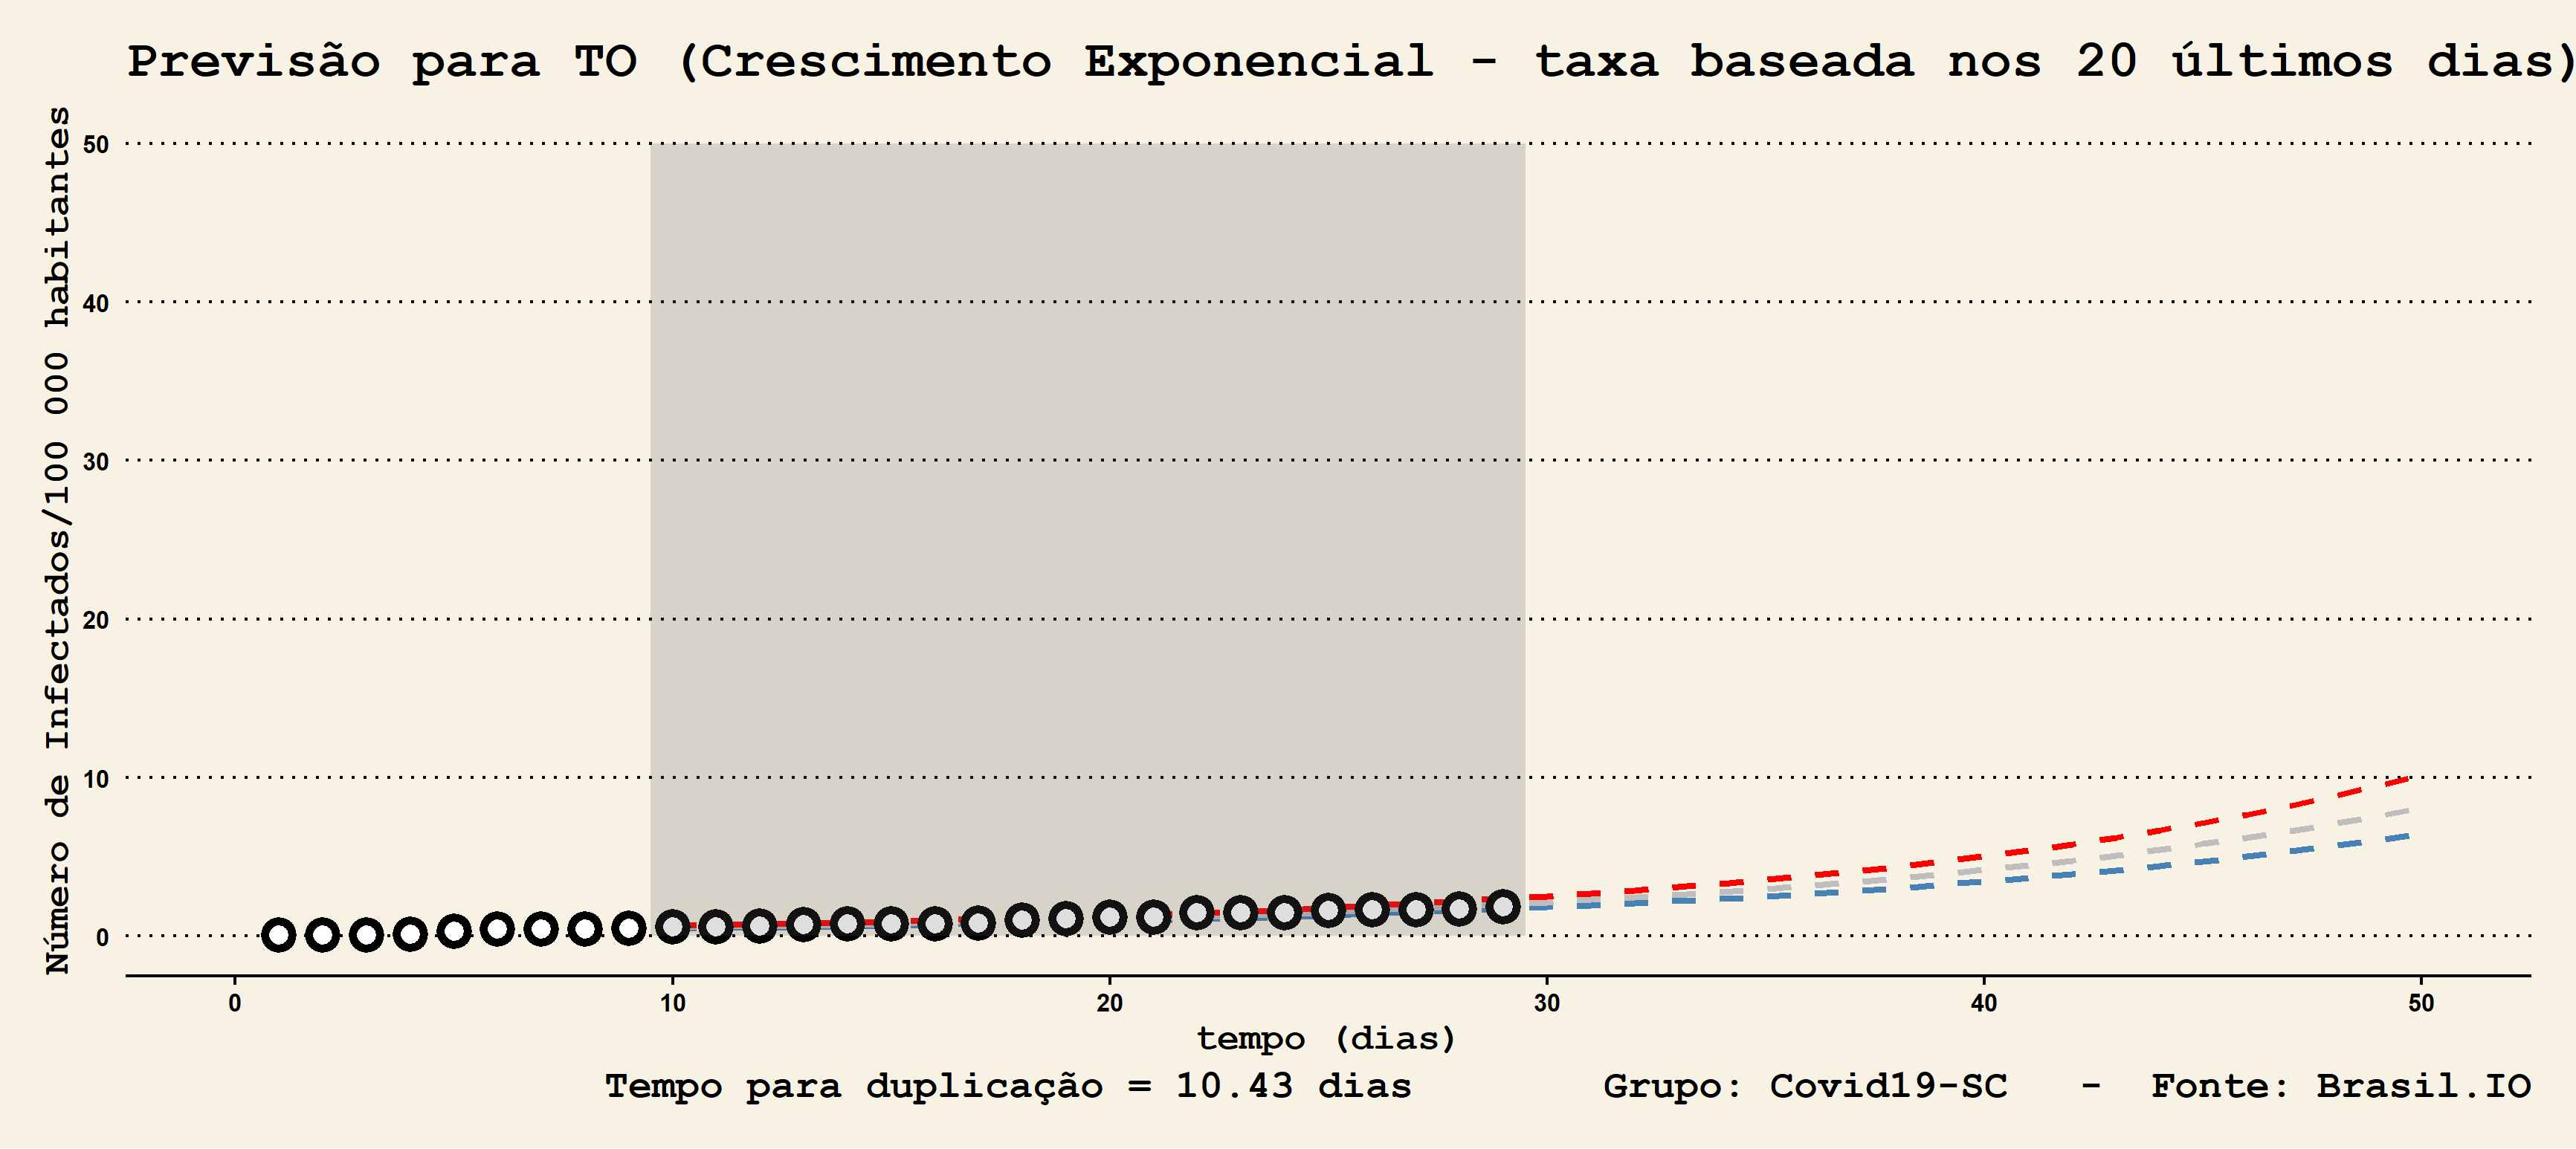 Previsão para TO (Crescimento Exponencial - taxa baseada nos 20 últimos dias)
Número de Infectados/100 000 habitantes
50
40
30
20
10
0
0 10 20 30 40 50
tempo (dias)
Tempo para duplicação = 10.43 dias Grupo: Covid19-SC - Fonte: Brasil.IO